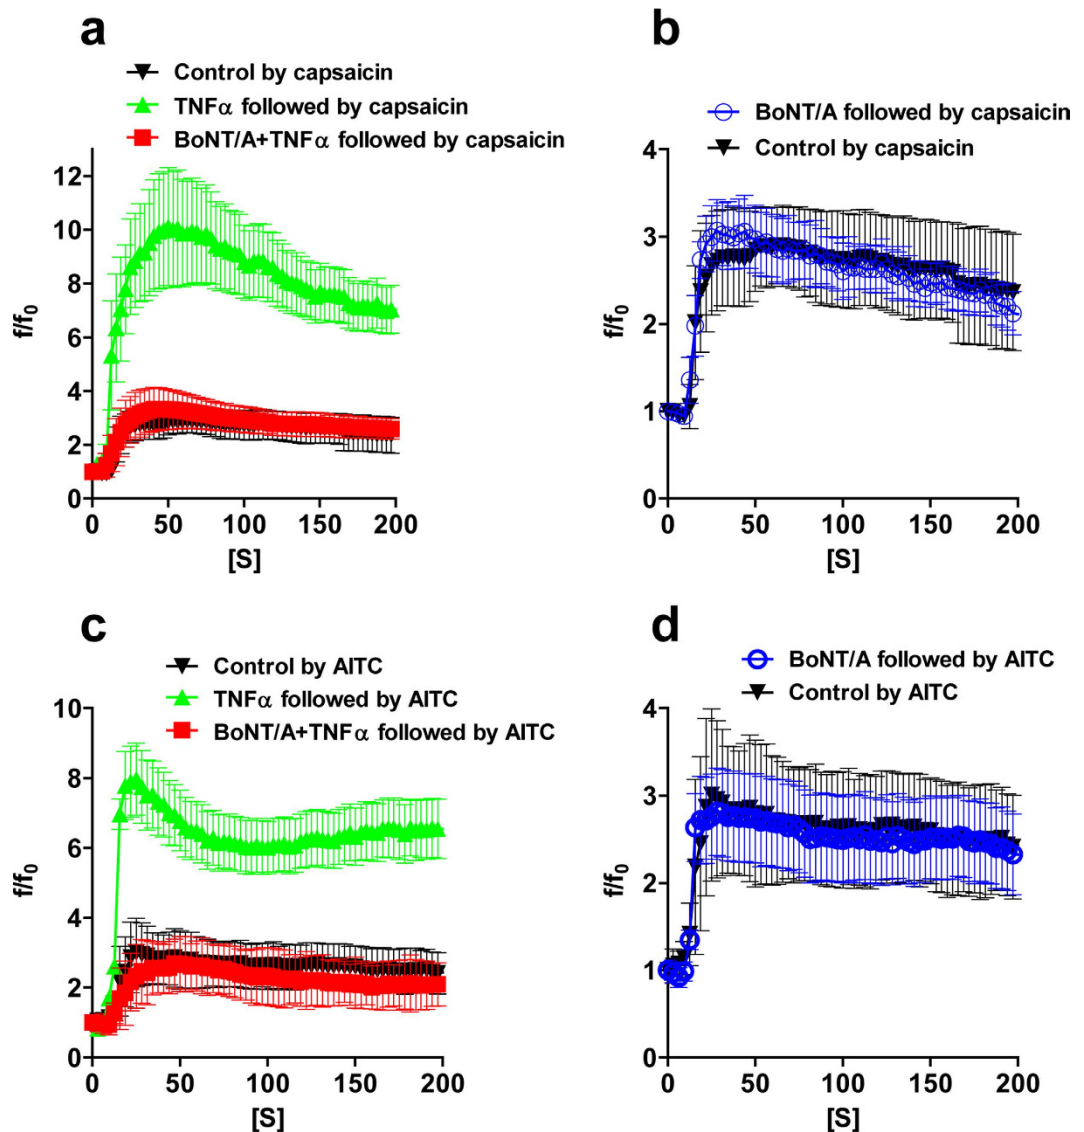 a
Control by capsaicin
TNFα followed by capsaicin
BoNT/A+TNFα followed by capsaicin
12
10
8
6
4
2
0
f/f0
0 50 100 150 200
[S]
b
BoNT/A followed by capsaicin
Control by capsaicin
4
3
2
1
0
f/f0
0 50 100 150 200
[S]
c
Control by AITC
TNFα followed by AITC
BoNT/A+TNFα followed by AITC
10
8
6
4
2
0
f/f0
0 50 100 150 200
[S]
d
BoNT/A followed by AITC
Control by AITC
4
3
2
1
0
f/f0
0 50 100 150 200
[S]